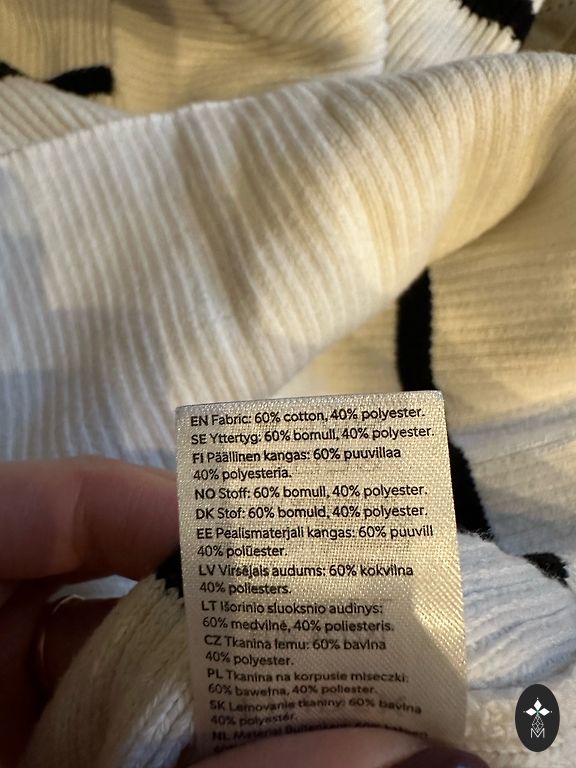 EN Fabric: 60% cotton, 40% polyester.
SE Yttertyg: 60% bomull, 40% polyester.
FI Päällinen kangas: 60% puuvillaa
40% polyesteria.
NO Stoff: 60% bomull, 40% polyester.
DK Stof: 60% bomuld, 40% polyester.
EE Pealismaterjali kangas: 60% puuvill
40% polüester.
LV Virsējais audums: 60% kokvilna
40% poliesters.
LT Išorinio sluoksnio audinys:
60% medvilnė, 40% poliesteris.
CZ Tkanina lemu: 60% bavlna
40% polyester.
PL Tkanina na korpusie miseczki:
60% bawełna, 40% poliester.
SK Lemovanie tkaniny: 60% bavlna
40% polyester.
NL Material
M